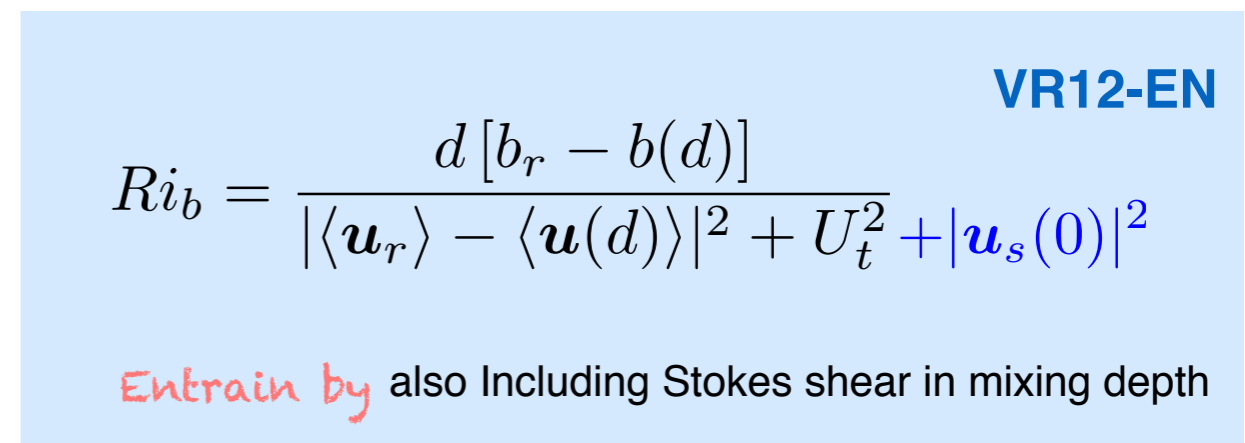 VR12-EN
Ri_b = \frac{d [b_r − b(d)]}{|⟨u_r⟩ − ⟨u(d)⟩|^2 + U_t^2} +|u_s(0)|^2
Entrain by also Including Stokes shear in mixing depth